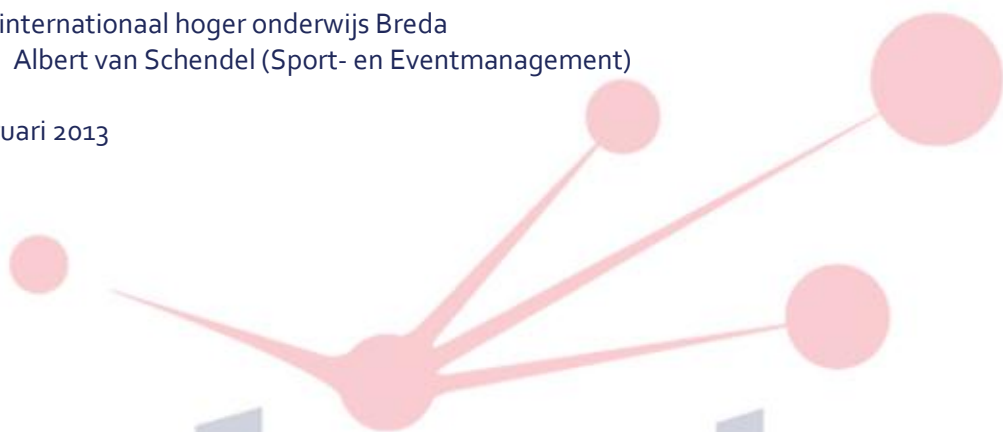 internationaal hoger onderwijs Breda
Albert van Schendel (Sport- en Eventmanagement)
uari 2013